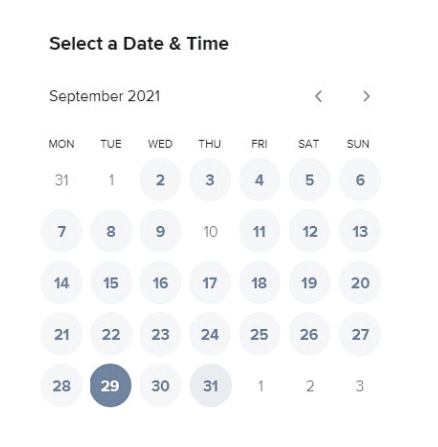 Select a Date & Time
September 2021
MON TUE WED THU FRI SAT SUN
31 1 2 3 4 5 6
7 8 9 10 11 12 13
14 15 16 17 18 19 20
21 22 23 24 25 26 27
28 29 30 31 1 2 3